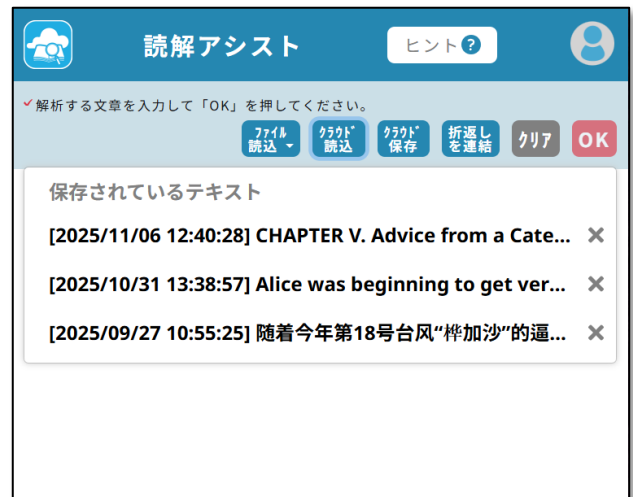 読解アシスト
ヒント?
解析する文章を入力して「OK」を押してください。
ﾌｧｲﾙ
読込
ｸﾗｳﾄﾞ
読込
ｸﾗｳﾄﾞ
保存
折返し
を連結
ｸﾘｱ
OK
保存されているテキスト
[2025/11/06 12:40:28] CHAPTER V. Advice from a Cate...
[2025/10/31 13:38:57] Alice was beginning to get ver...
[2025/09/27 10:55:25] 随着今年第18号台风“桦加沙”的逼...